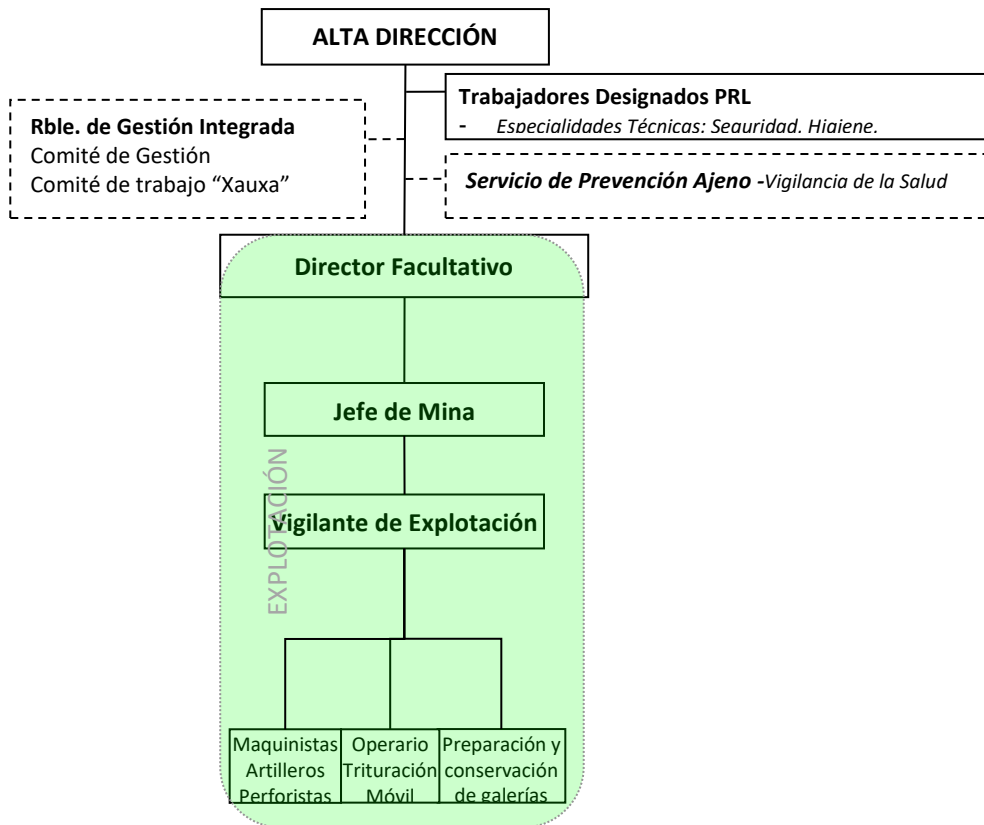 ALTA DIRECCIÓN
Trabajadores Designados PRL
- Especialidades Técnicas: Seguridad, Higiene,
Rble. de Gestión Integrada
Comité de Gestión
Comité de trabajo “Xauxa”
Servicio de Prevención Ajeno -Vigilancia de la Salud
Director Facultativo
Jefe de Mina
Vigilante de Explotación
EXPLOTACIÓN
Maquinistas
Artilleros
Perforistas
Operario
Trituración
Móvil
Preparación y
conservación
de galerías